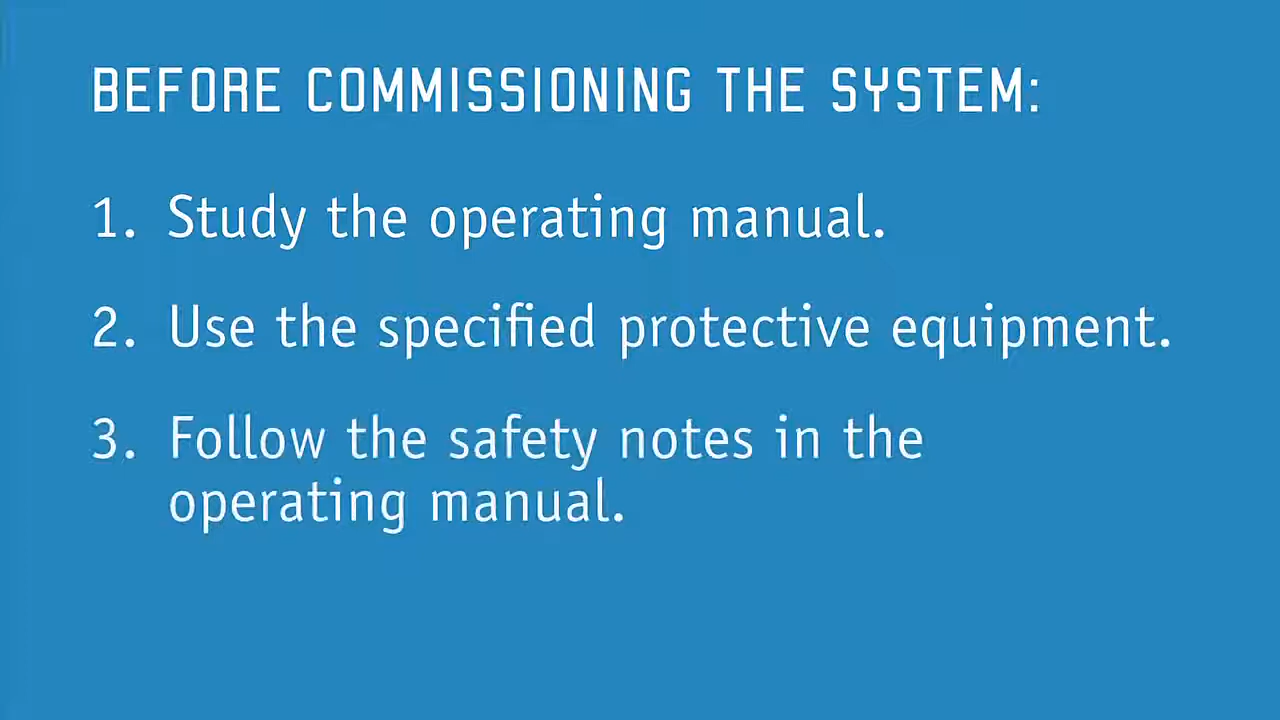 BEFORE COMMISSIONING THE SYSTEM:
1. Study the operating manual.
2. Use the specified protective equipment.
3. Follow the safety notes in the
operating manual.